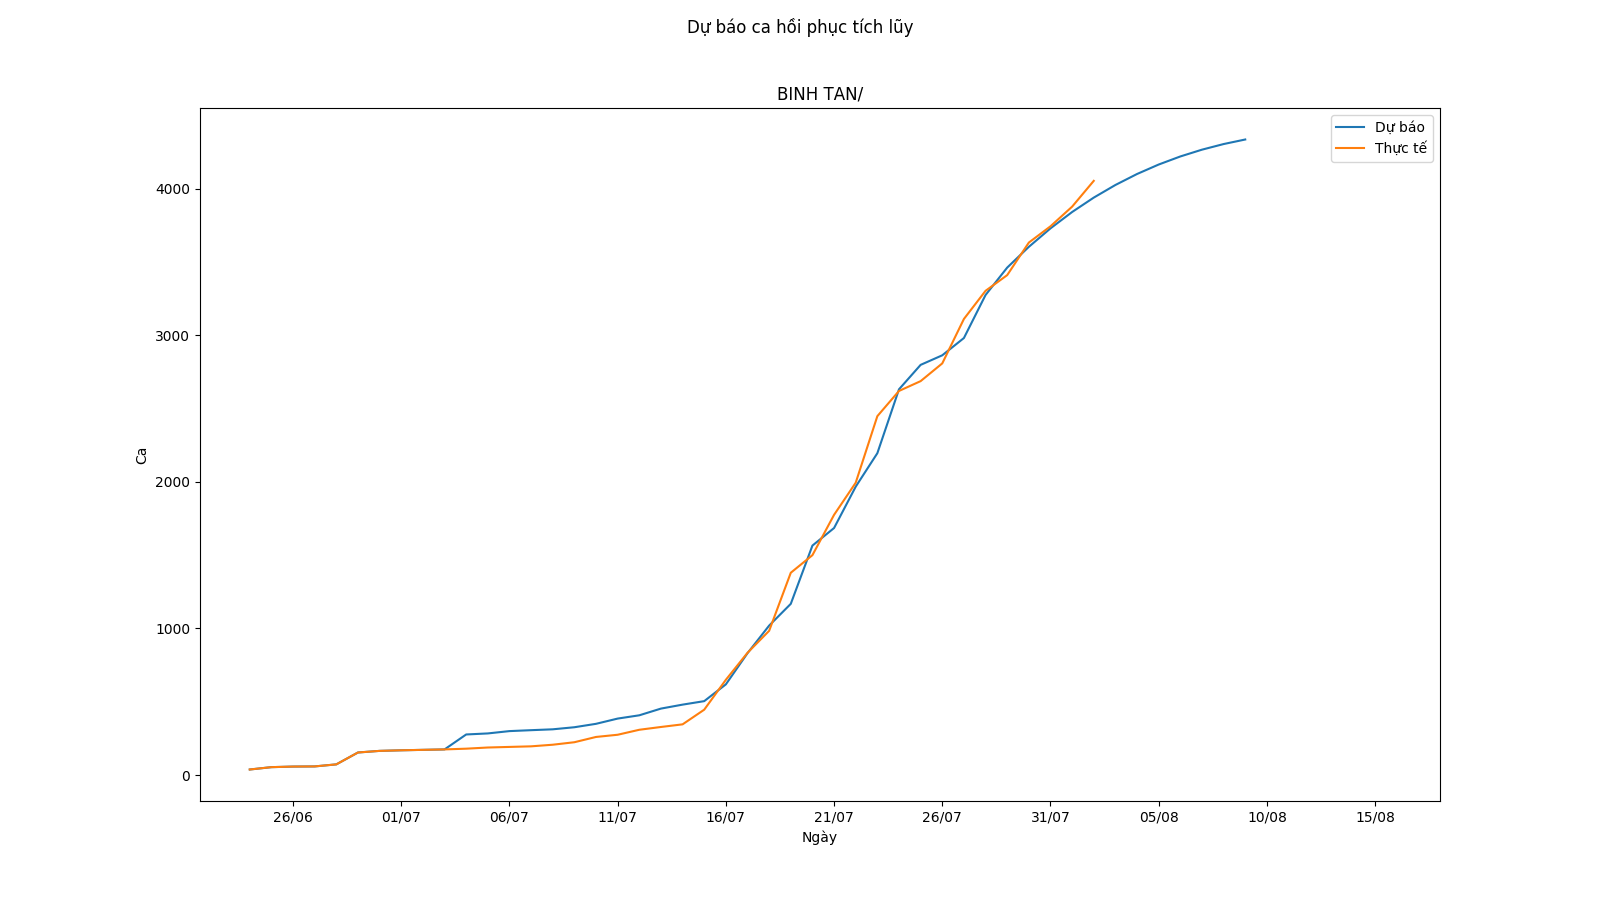 Dự báo ca hồi phục tích lũy
BINH TAN/
Dự báo
Thực tế
4000
3000
2000
1000
0
Ca
26/06
01/07
06/07
11/07
16/07
21/07
26/07
31/07
05/08
10/08
15/08
Ngày